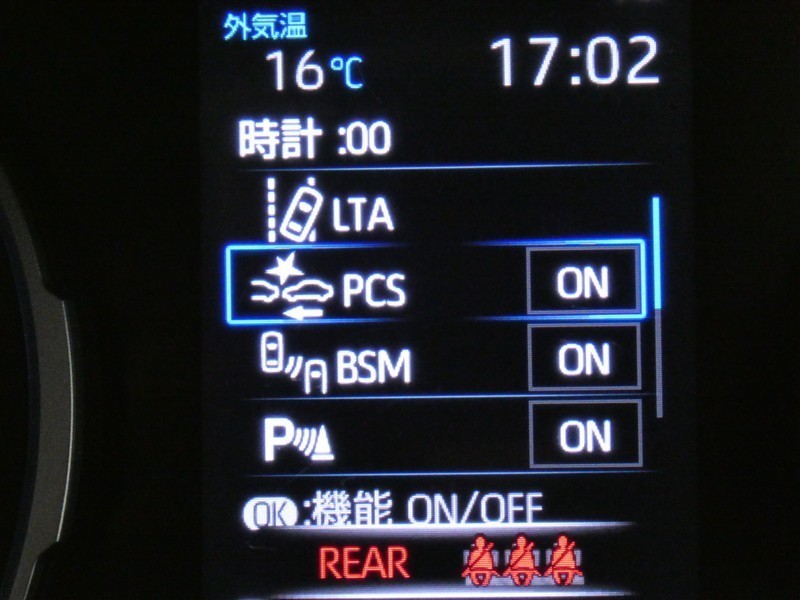 外気温
16℃ 17:02
時計 :00
LTA
PCS ON
BSM ON
P ON
OK :機能 ON/OFF
REAR